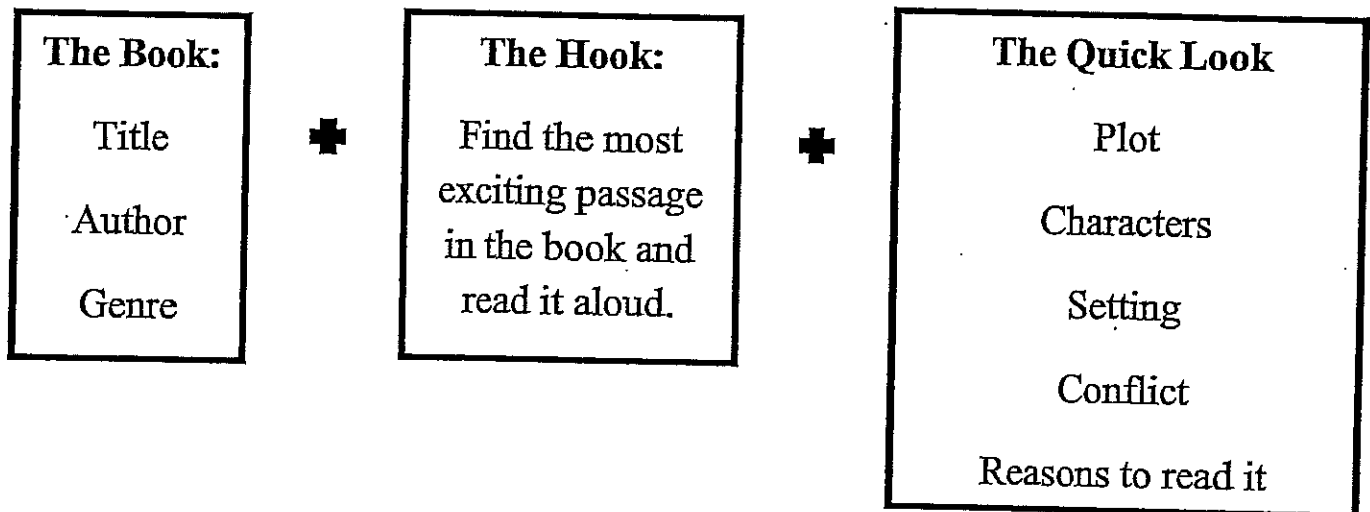 The Book:
Title
Author
Genre
✚
The Hook:
Find the most
exciting passage
in the book and
read it aloud.
✚
The Quick Look
Plot
Characters
Setting
Conflict
Reasons to read it